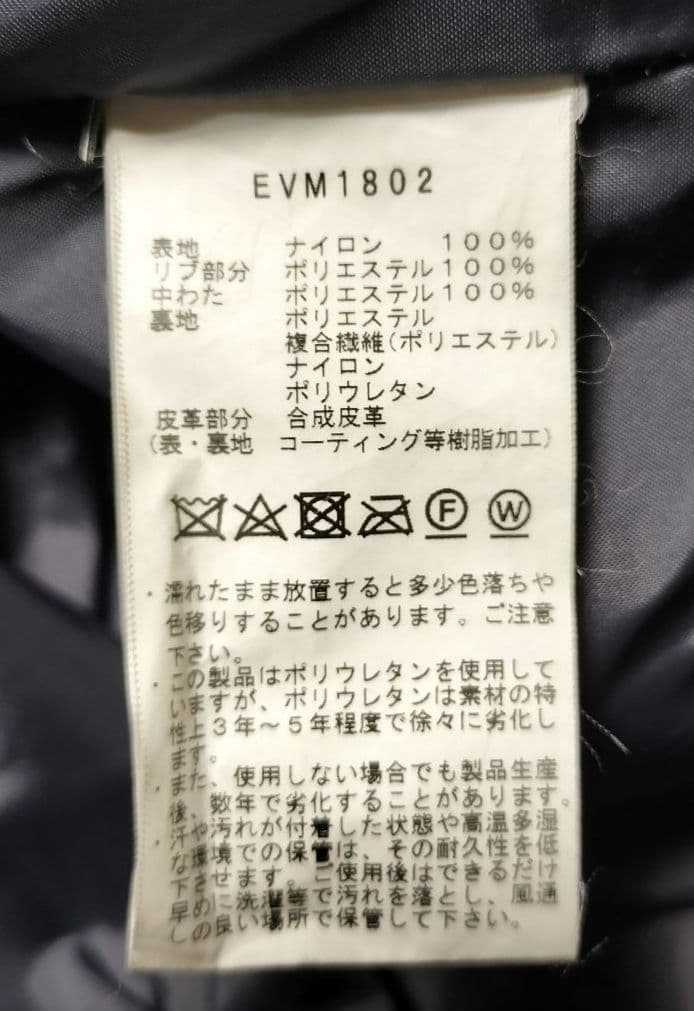 EVM1802
表地 ナイロン 100%
リブ部分 ポリエステル100%
中わた ポリエステル100%
裏地 ポリエステル
複合繊維(ポリエステル)
ナイロン
ポリウレタン
皮革部分 合成皮革
(表・裏地 コーティング等樹脂加工)
F W
・濡れたまま放置すると多少色落ちや
色移りすることがあります。ご注意
下さい。
・この製品はポリウレタンを使用して
いますが、ポリウレタンは素材の特
性上3年～5年程度で徐々に劣化し
ます。
・また、使用しない場合でも製品生産
後、数年で劣化することがあります。
・汗や汚れが付着した状態や高温多湿
な環境での保管は、その耐久性を低
下させます。ご使用後はできるだけ
早めに洗濯等で汚れを落とし、風通
しの良い場所で保管して下さい。